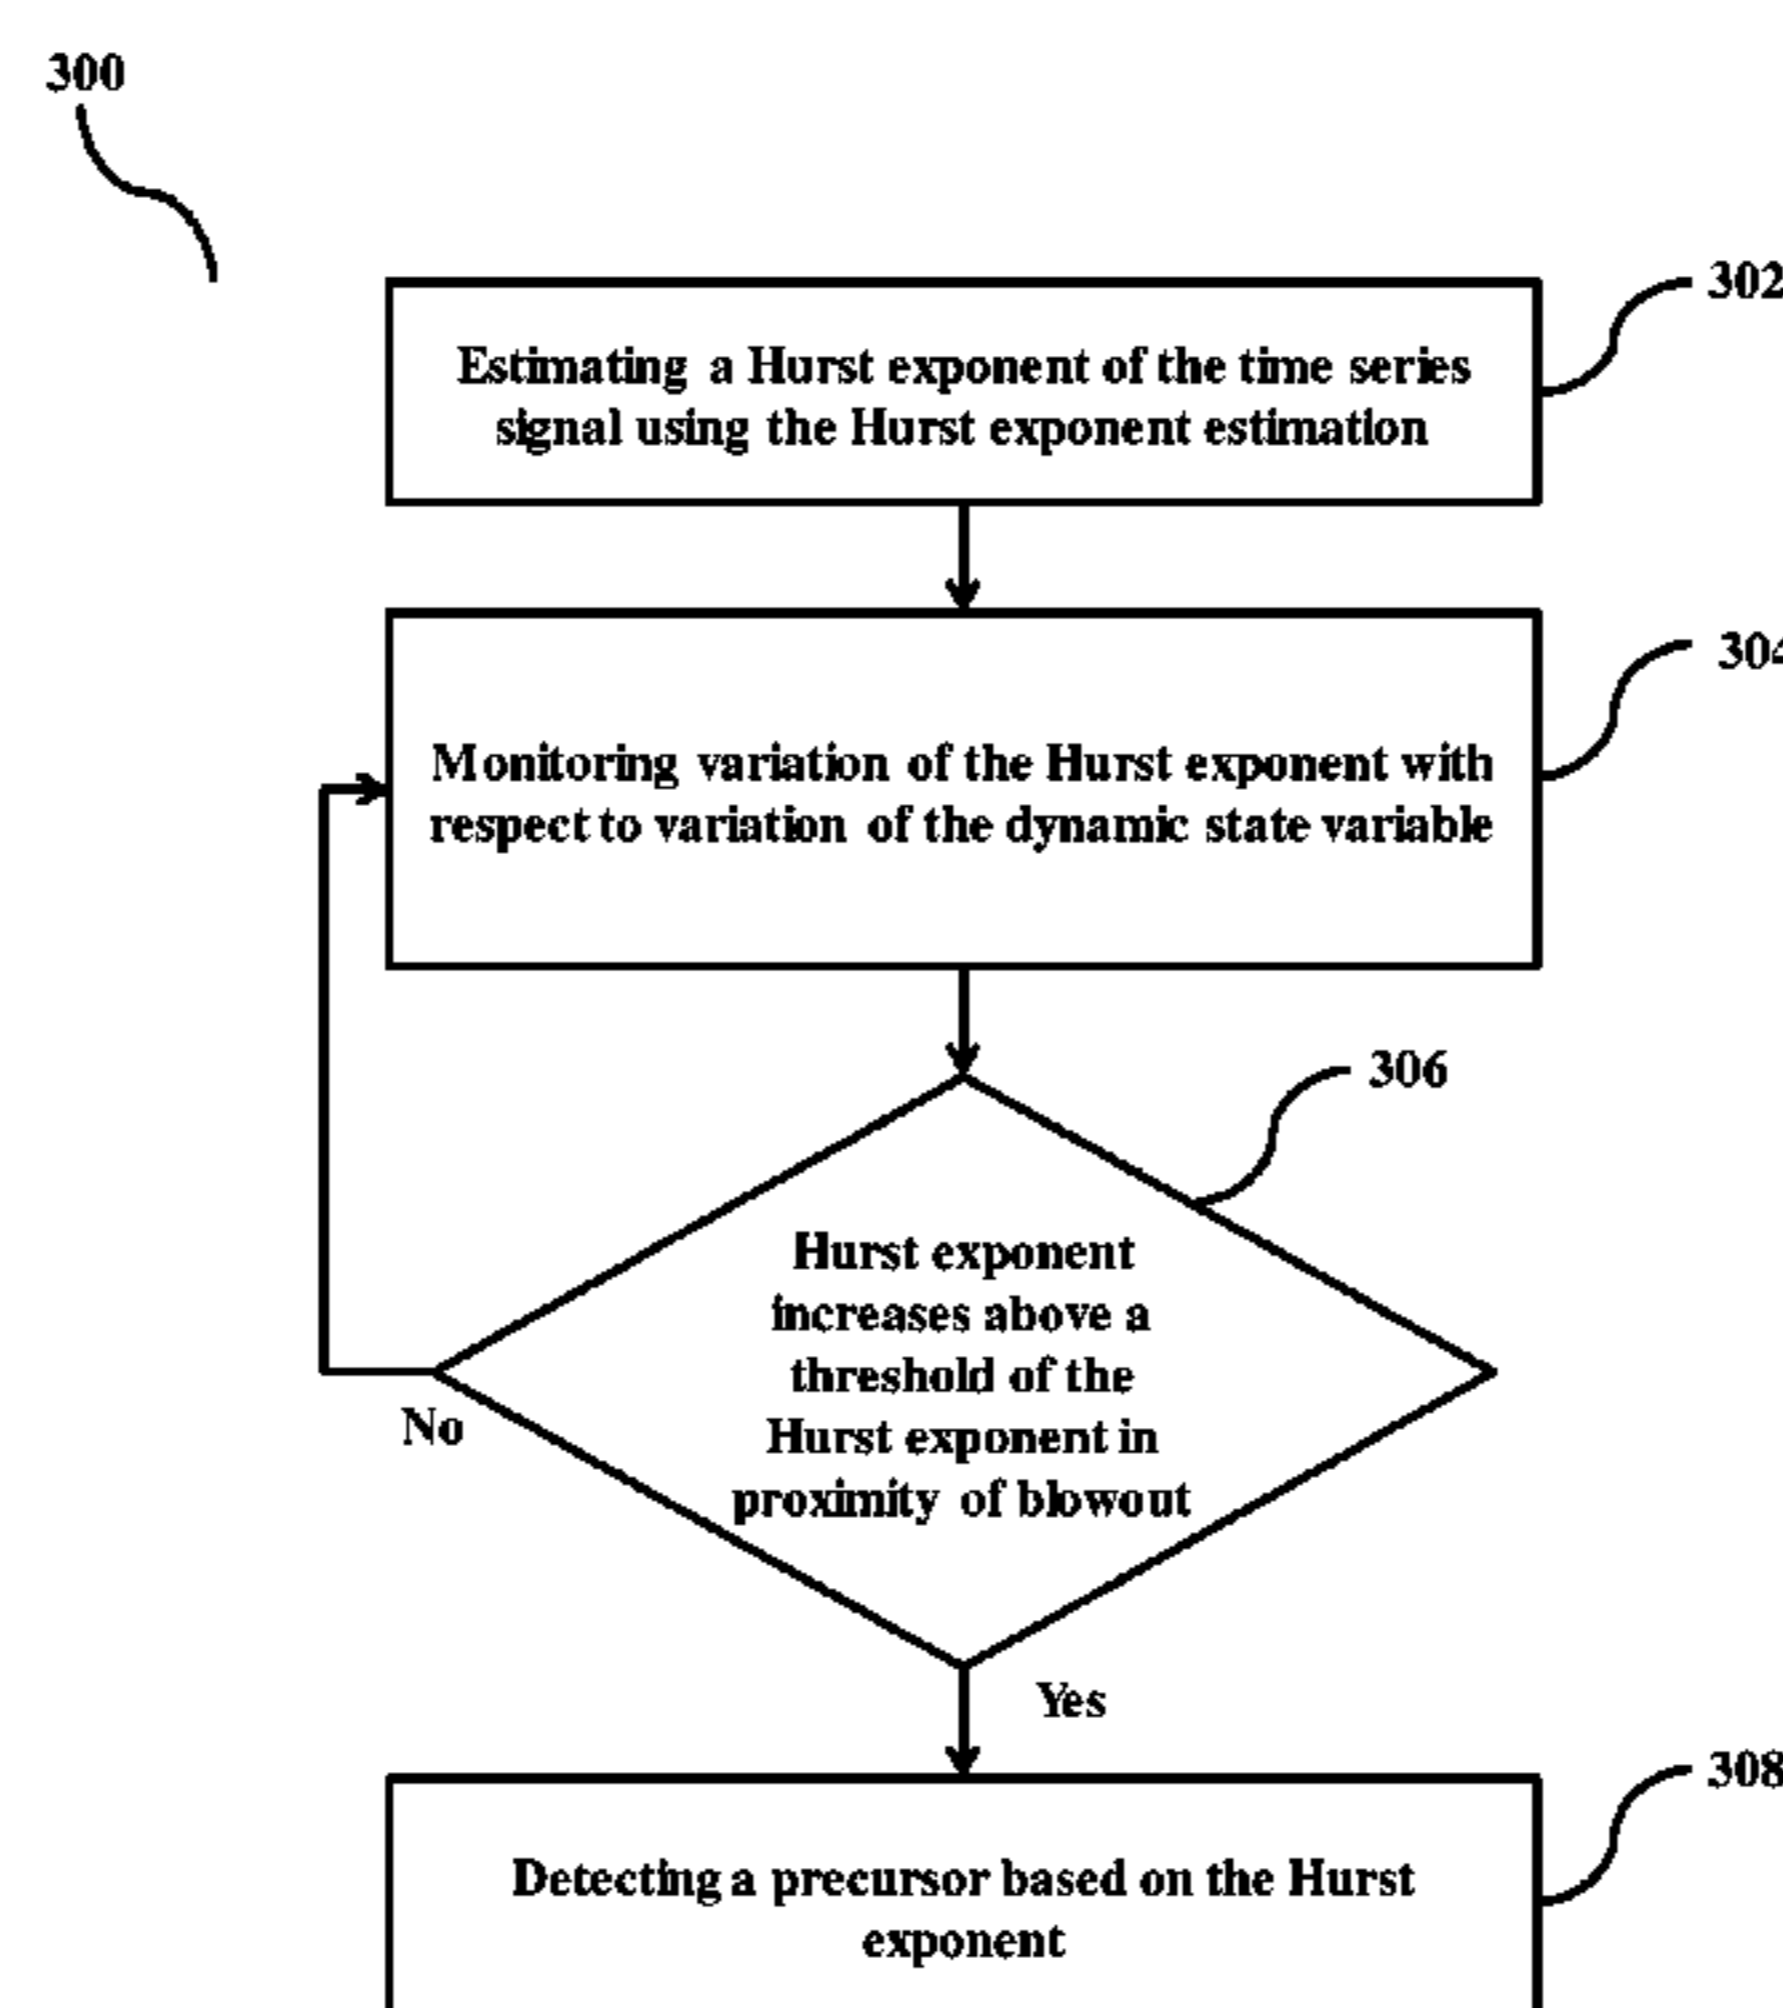 300
302
Estimating a Hurst exponent of the time series
signal using the Hurst exponent estimation
304
Monitoring variation of the Hurst exponent with
respect to variation of the dynamic state variable
306
Hurst exponent
increases above a
threshold of the
Hurst exponent in
proximity of blowout
No
Yes
308
Detecting a precursor based on the Hurst
exponent